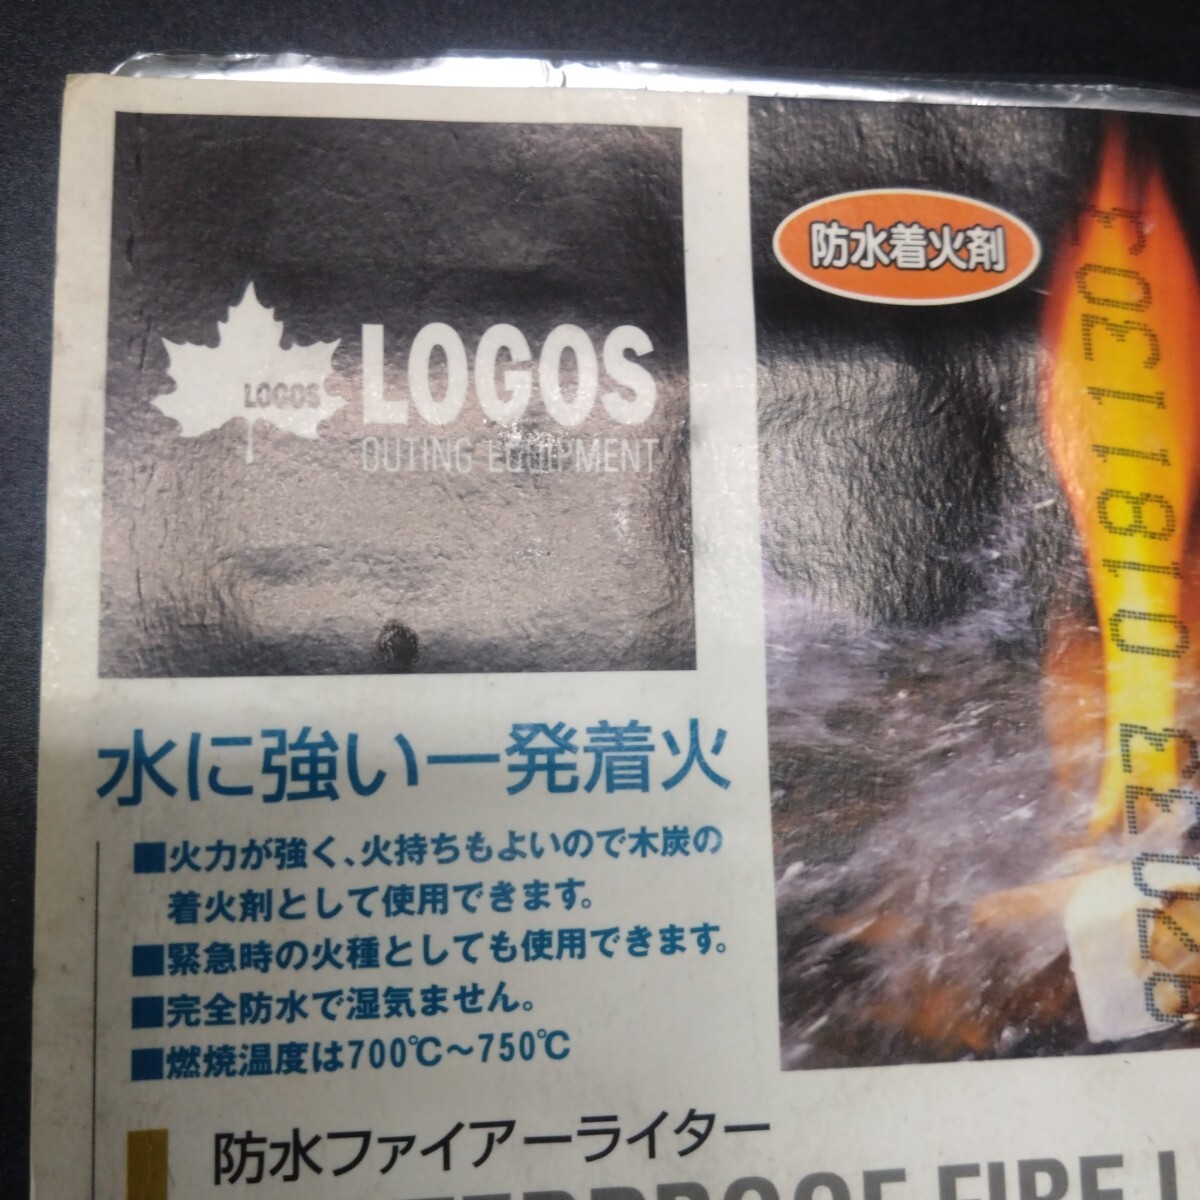 LOGOS
LOGOS
OUTING EQUIPMENT
防水着火剤
水に強い一発着火
■火力が強く、火持ちもよいので木炭の
着火剤として使用できます。
■緊急時の火種としても使用できます。
■完全防水で湿気ません。
■燃焼温度は700℃~750℃
防水ファイアーライター
FIRE